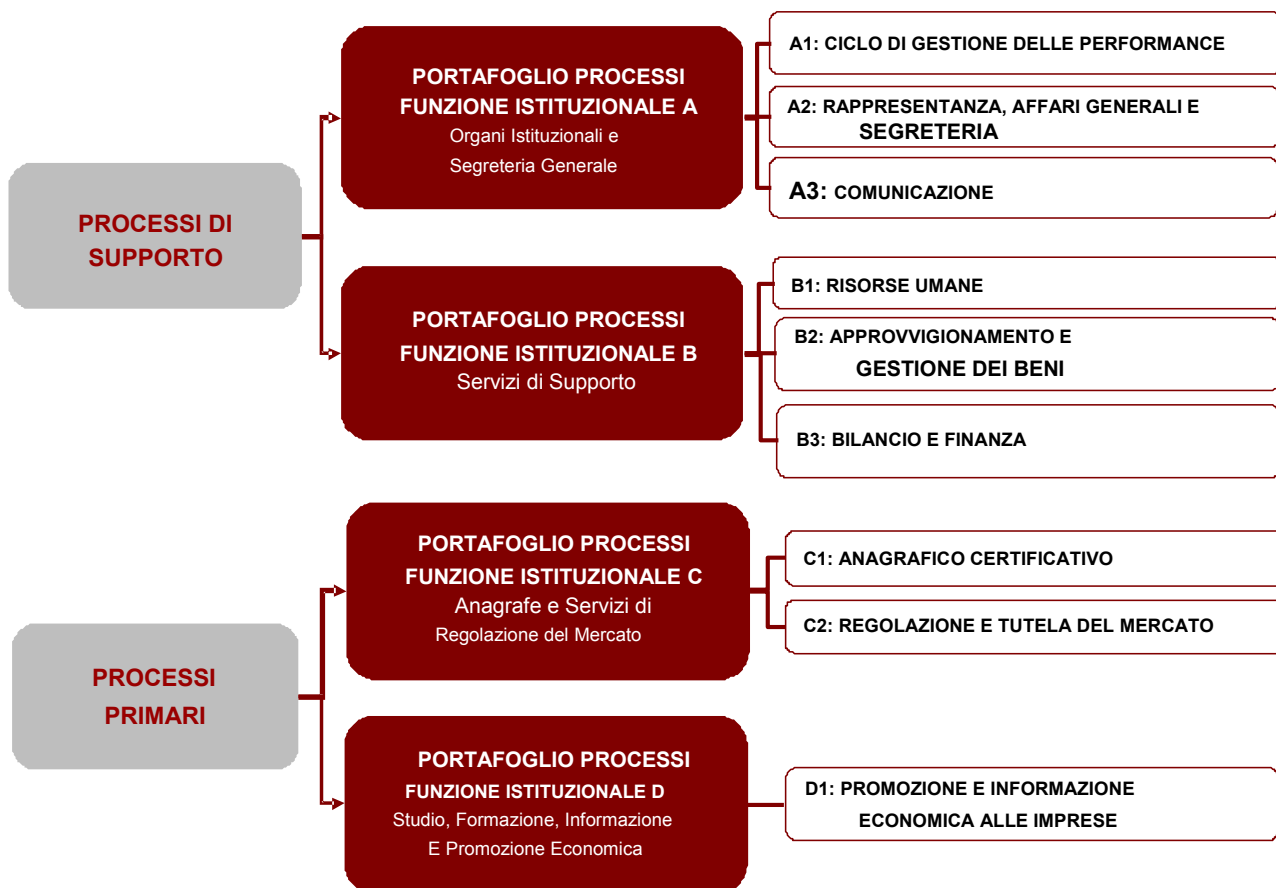 PROCESSI DI
SUPPORTO
PORTAFOGLIO PROCESSI
FUNZIONE ISTITUZIONALE A
Organi Istituzionali e
Segreteria Generale
A1: CICLO DI GESTIONE DELLE PERFORMANCE
A2: RAPPRESENTANZA, AFFARI GENERALI E
SEGRETERIA
A3: COMUNICAZIONE
PORTAFOGLIO PROCESSI
FUNZIONE ISTITUZIONALE B
Servizi di Supporto
B1: RISORSE UMANE
B2: APPROVVIGIONAMENTO E
GESTIONE DEI BENI
B3: BILANCIO E FINANZA
PROCESSI
PRIMARI
PORTAFOGLIO PROCESSI
FUNZIONE ISTITUZIONALE C
Anagrafe e Servizi di
Regolazione del Mercato
C1: ANAGRAFICO CERTIFICATIVO
C2: REGOLAZIONE E TUTELA DEL MERCATO
PORTAFOGLIO PROCESSI
FUNZIONE ISTITUZIONALE D
Studio, Formazione, Informazione
E Promozione Economica
D1: PROMOZIONE E INFORMAZIONE
ECONOMICA ALLE IMPRESE